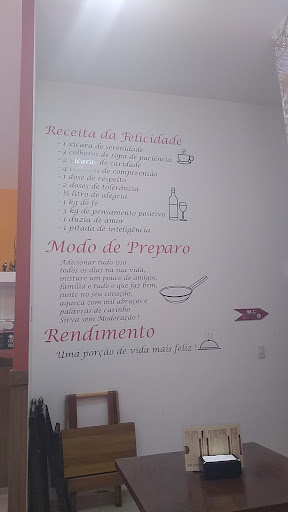 Receita da Felicidade
- 1 xícara de serenidade
- 3 colheres de sopa de paciência
- 2 xícaras de caridade
- 4 de compreensão
- 1 dose de respeito
- 2 doses de tolerância
- ½ litro de alegria
- 1 kg de fé
- 3 kg de pensamento positivo
- 1 dúzia de amor
- 1 pitada de inteligência
Modo de Preparo
Adicionar tudo isso
todos os dias na sua vida,
misture um pouco de amigos,
família e tudo o que faz bem,
junte no seu coração,
aqueça com mil abraços e
palavras de carinho
Sirva sem Moderação !
Rendimento
Uma porção de vida mais feliz !
W.C